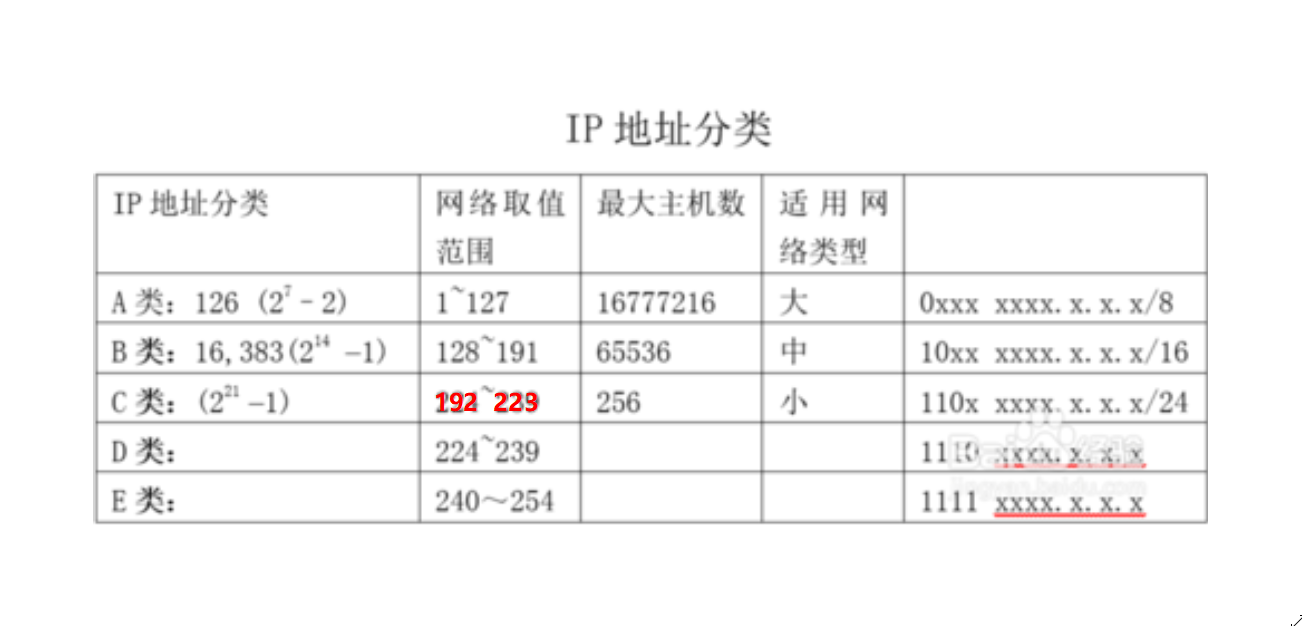 IP 地址分类
IP 地址分类 网络取值范围 最大主机数 适用网络类型
A 类：126 (2^7 - 2) 1~127 16777216 大 0xxx xxxx.x.x.x/8
B 类：16,383(2^14 -1) 128~191 65536 中 10xx xxxx.x.x.x/16
C 类：(2^21 -1) 192~223 256 小 110x xxxx.x.x.x/24
D 类： 224~239 1110 xxxx.x.x.x
E 类： 240～254 1111 xxxx.x.x.x
Baidu 经验
jingyan.baidu.com